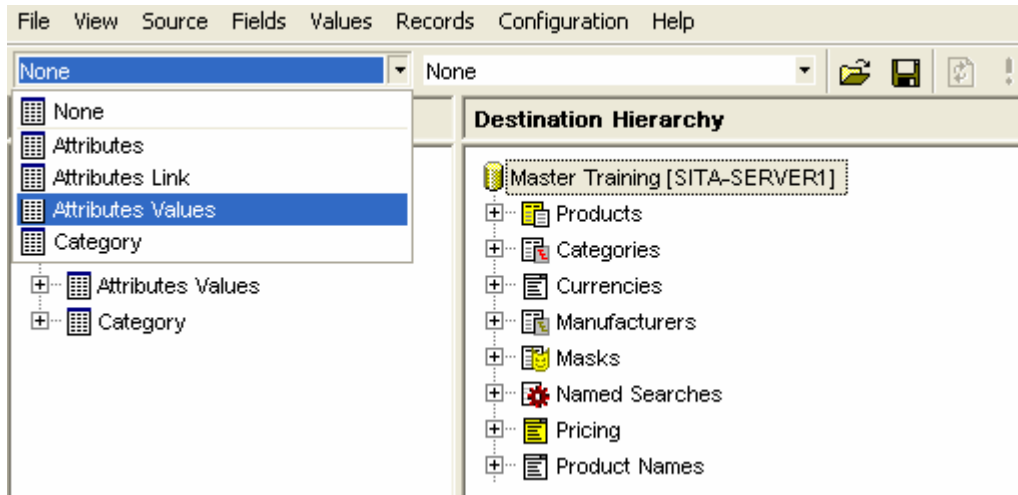 File View Source Fields Values Records Configuration Help
None None
None
Attributes
Attributes Link
Attributes Values
Category
Attributes Values
Category
Destination Hierarchy
Master Training [SITA-SERVER1]
Products
Categories
Currencies
Manufacturers
Masks
Named Searches
Pricing
Product Names